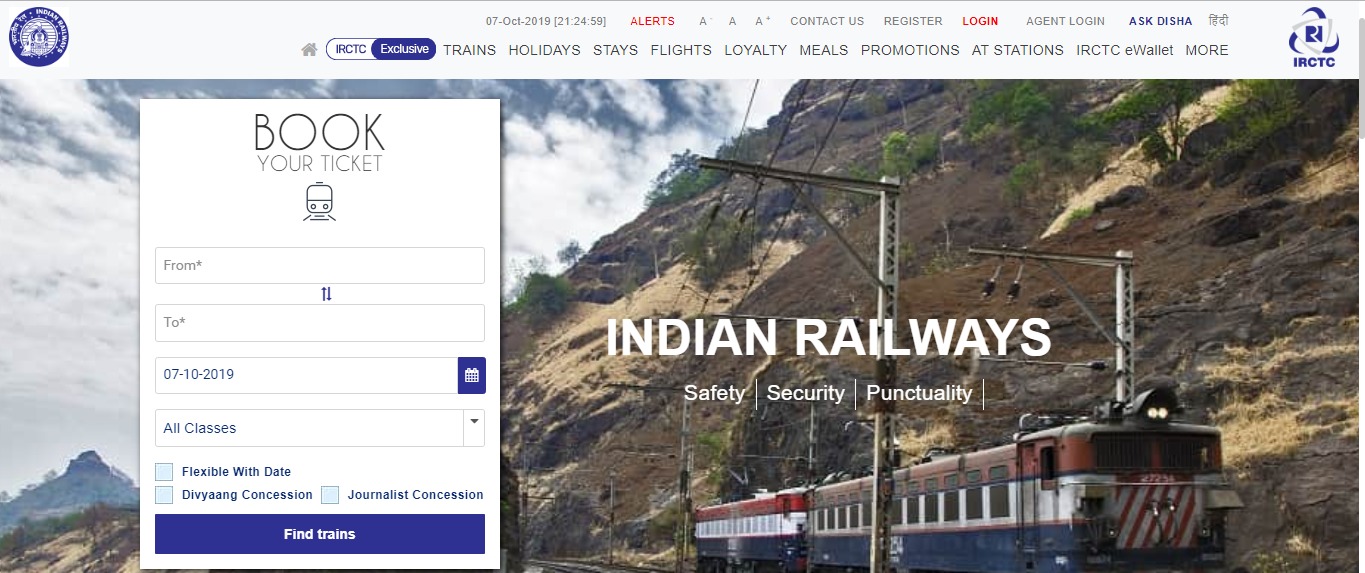 07-Oct-2019 [21:24:59] ALERTS A- A A+ CONTACT US REGISTER LOGIN AGENT LOGIN ASK DISHA हिंदी
IRCTC Exclusive TRAINS HOLIDAYS STAYS FLIGHTS LOYALTY MEALS PROMOTIONS AT STATIONS IRCTC eWallet MORE
भारतीय रेल INDIAN RAILWAYS
IRCTC
BOOK
YOUR TICKET
From*
To*
07-10-2019
All Classes
Flexible With Date
Divyaang Concession Journalist Concession
Find trains
INDIAN RAILWAYS
Safety Security Punctuality